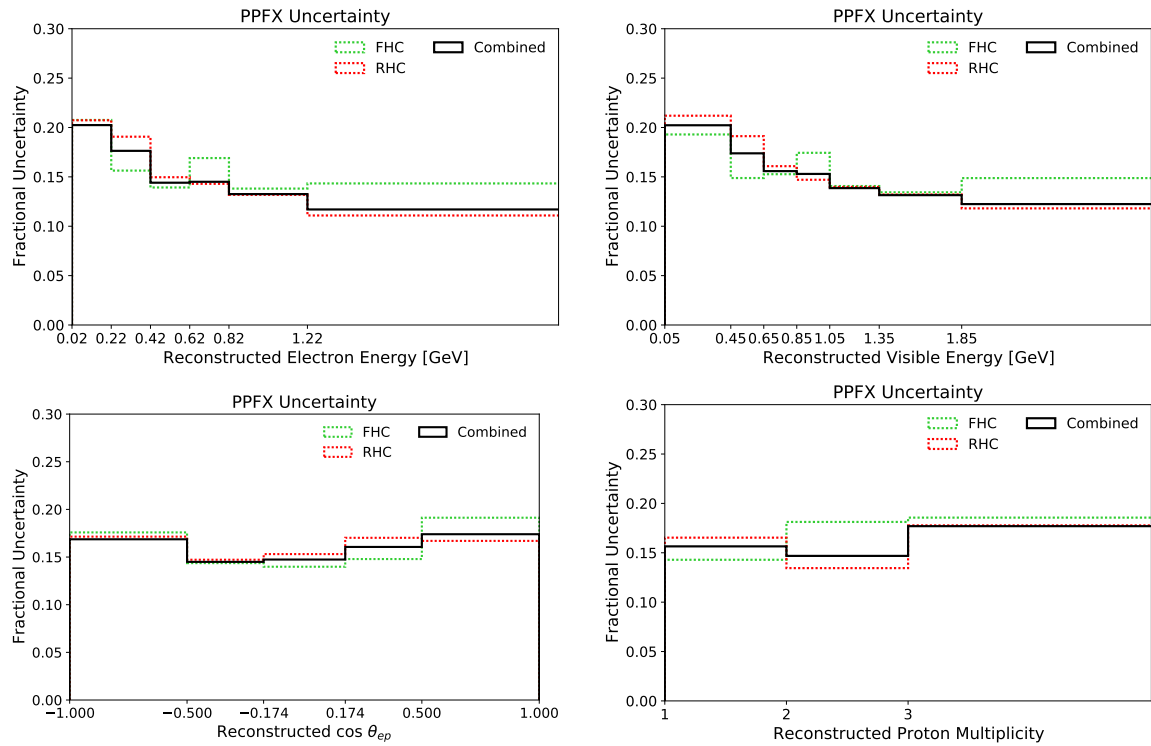 PPFX Uncertainty
0.30
0.25
0.20
0.15
0.10
0.05
0.00
Fractional Uncertainty
FHC
RHC
Combined
0.02 0.22 0.42 0.62 0.82 1.22
Reconstructed Electron Energy [GeV]
PPFX Uncertainty
0.30
0.25
0.20
0.15
0.10
0.05
0.00
Fractional Uncertainty
FHC
RHC
Combined
0.05 0.45 0.65 0.85 1.05 1.35 1.85
Reconstructed Visible Energy [GeV]
PPFX Uncertainty
0.30
0.25
0.20
0.15
0.10
0.05
0.00
Fractional Uncertainty
FHC
RHC
Combined
−1.000 −0.500 −0.174 0.174 0.500 1.000
Reconstructed cos θep
PPFX Uncertainty
0.30
0.25
0.20
0.15
0.10
0.05
0.00
Fractional Uncertainty
FHC
RHC
Combined
1 2 3
Reconstructed Proton Multiplicity